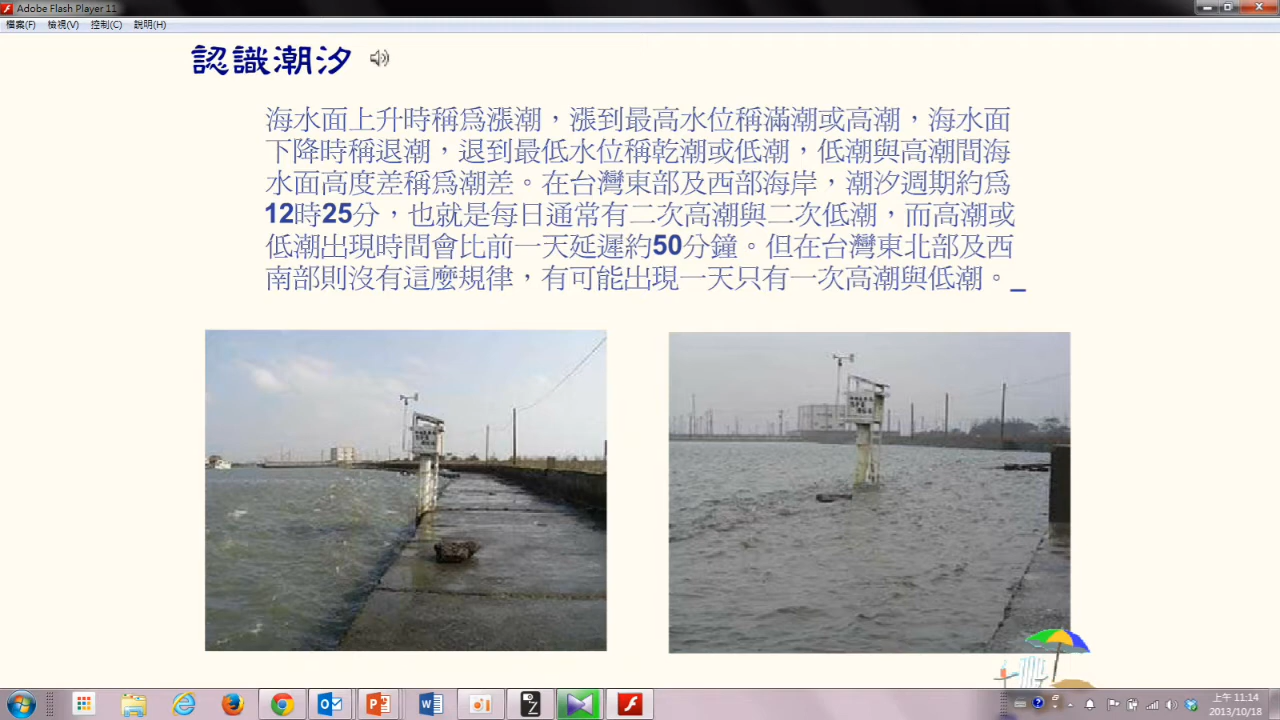 Adobe Flash Player 11
檔案(F) 檢視(V) 控制(C) 說明(H)
認識潮汐
海水面上升時稱為漲潮，漲到最高水位稱滿潮或高潮，海水面
下降時稱退潮，退到最低水位稱乾潮或低潮，低潮與高潮間海
水面高度差稱為潮差。在台灣東部及西部海岸，潮汐週期約為
12時25分，也就是每日通常有二次高潮與二次低潮，而高潮或
低潮出現時間會比前一天延遲約50分鐘。但在台灣東北部及西
南部則沒有這麼規律，有可能出現一天只有一次高潮與低潮。_
上午 11:14
2013/10/18